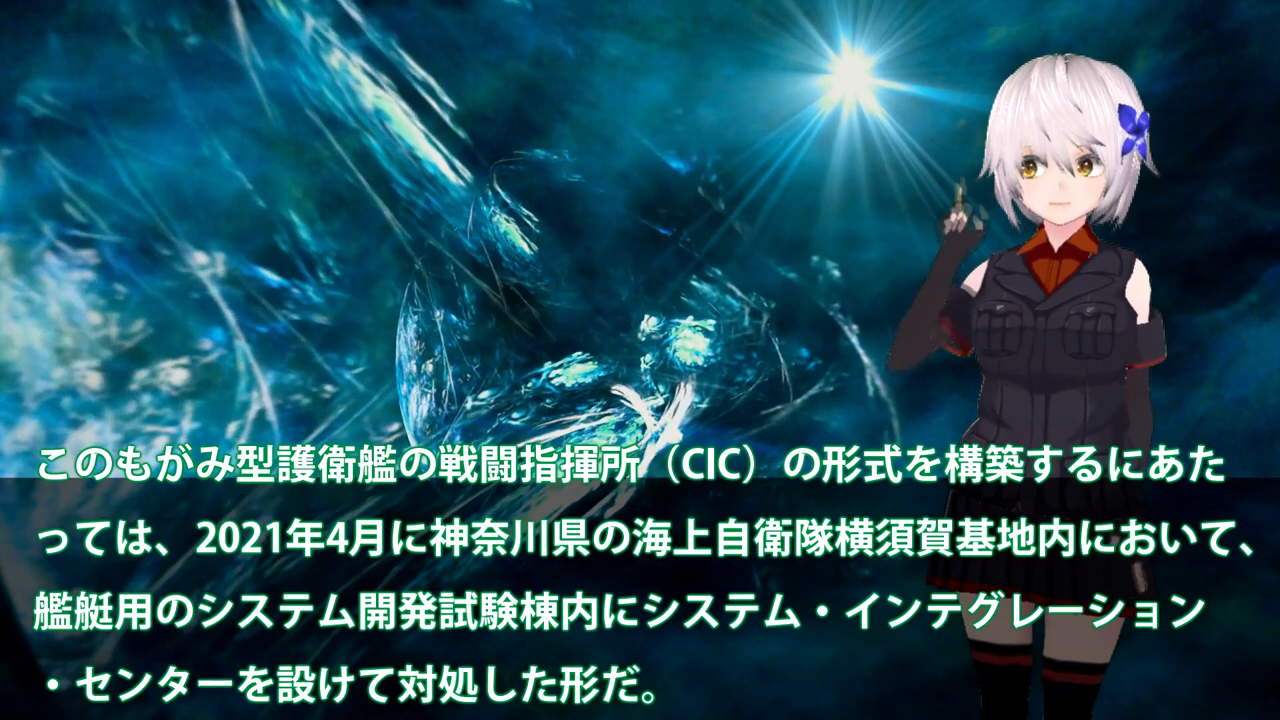 このもがみ型護衛艦の戦闘指揮所（CIC）の形式を構築するにあた
っては、2021年4月に神奈川県の海上自衛隊横須賀基地内において、
艦艇用のシステム開発試験棟内にシステム・インテグレーション
・センターを設けて対処した形だ。